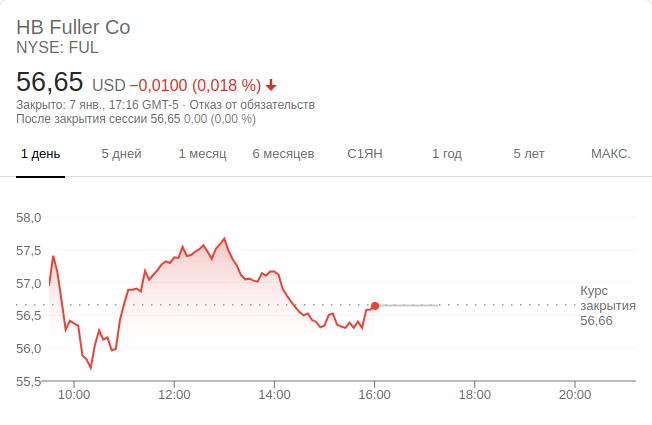 HB Fuller Co
NYSE: FUL
56,65 USD −0,0100 (0,018 %)
Закрыто: 7 янв., 17:16 GMT-5 · Отказ от обязательств
После закрытия сессии 56,65 0,00 (0,00 %)
1 день 5 дней 1 месяц 6 месяцев С1ЯН 1 год 5 лет МАКС.
58,0
57,5
57,0
56,5
56,0
55,5
Курс
закрытия
56,66
10:00 12:00 14:00 16:00 18:00 20:00